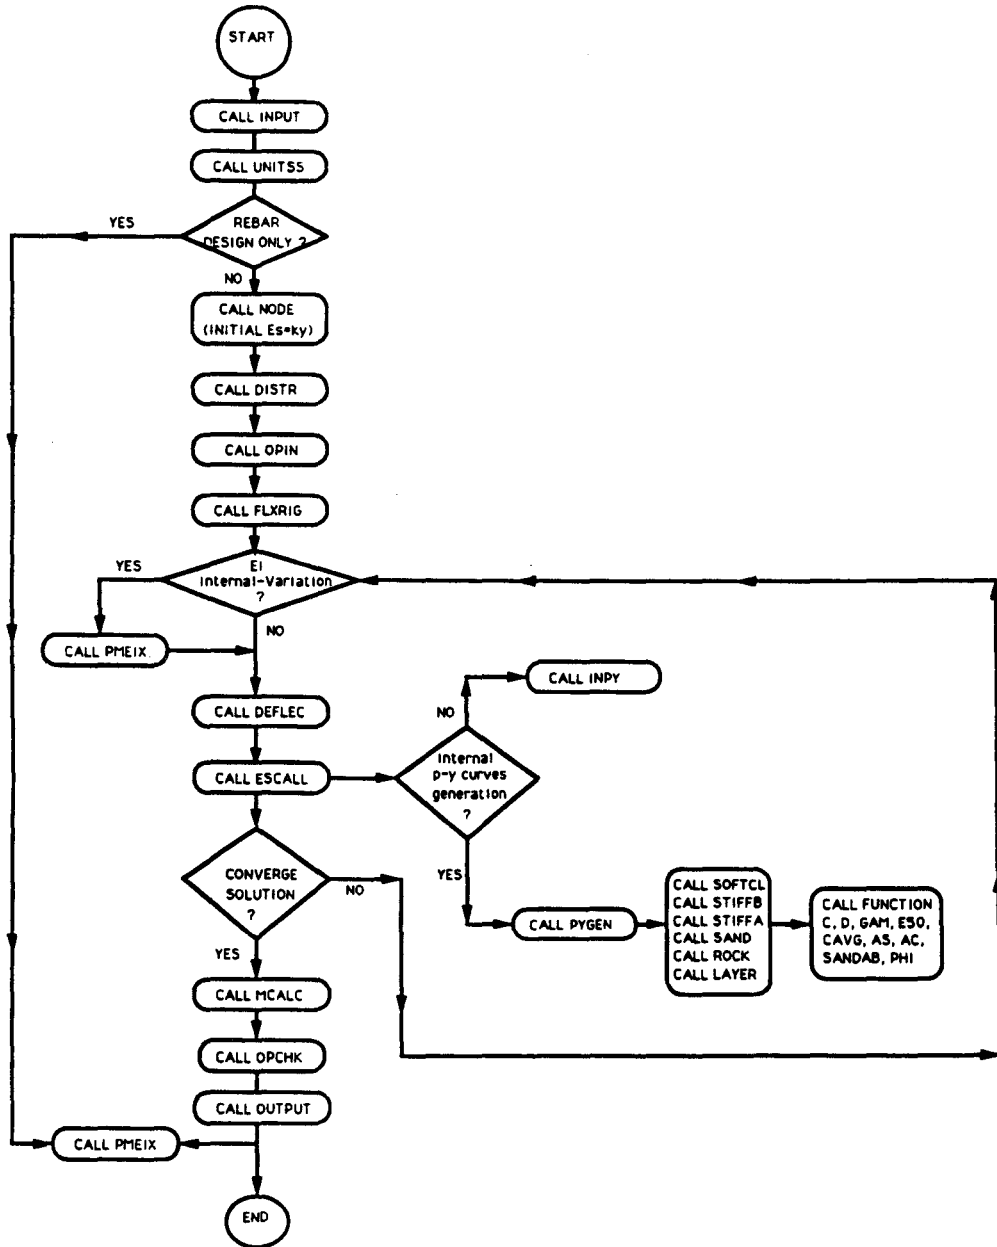 START
CALL INPUT
CALL UNITSS
REBAR
DESIGN ONLY ?
YES
NO
CALL NODE
(INITIAL Es=ky)
CALL DISTR
CALL OPIN
CALL FLXRIG
EI
Internal-Variation
?
YES
NO
CALL PMEIX.
CALL DEFLEC
CALL ESCALL
Internal
p-y curves
generation
?
NO
CALL INPY
YES
CALL PYGEN
CALL SOFTCL
CALL STIFFB
CALL STIFFA
CALL SAND
CALL ROCK
CALL LAYER
CALL FUNCTION
C, D, GAM, ESO,
CAVG, AS, AC,
SANDAB, PHI
CONVERGE
SOLUTION
?
NO
YES
CALL MCALC
CALL OPCHK
CALL OUTPUT
CALL PMEIX
END